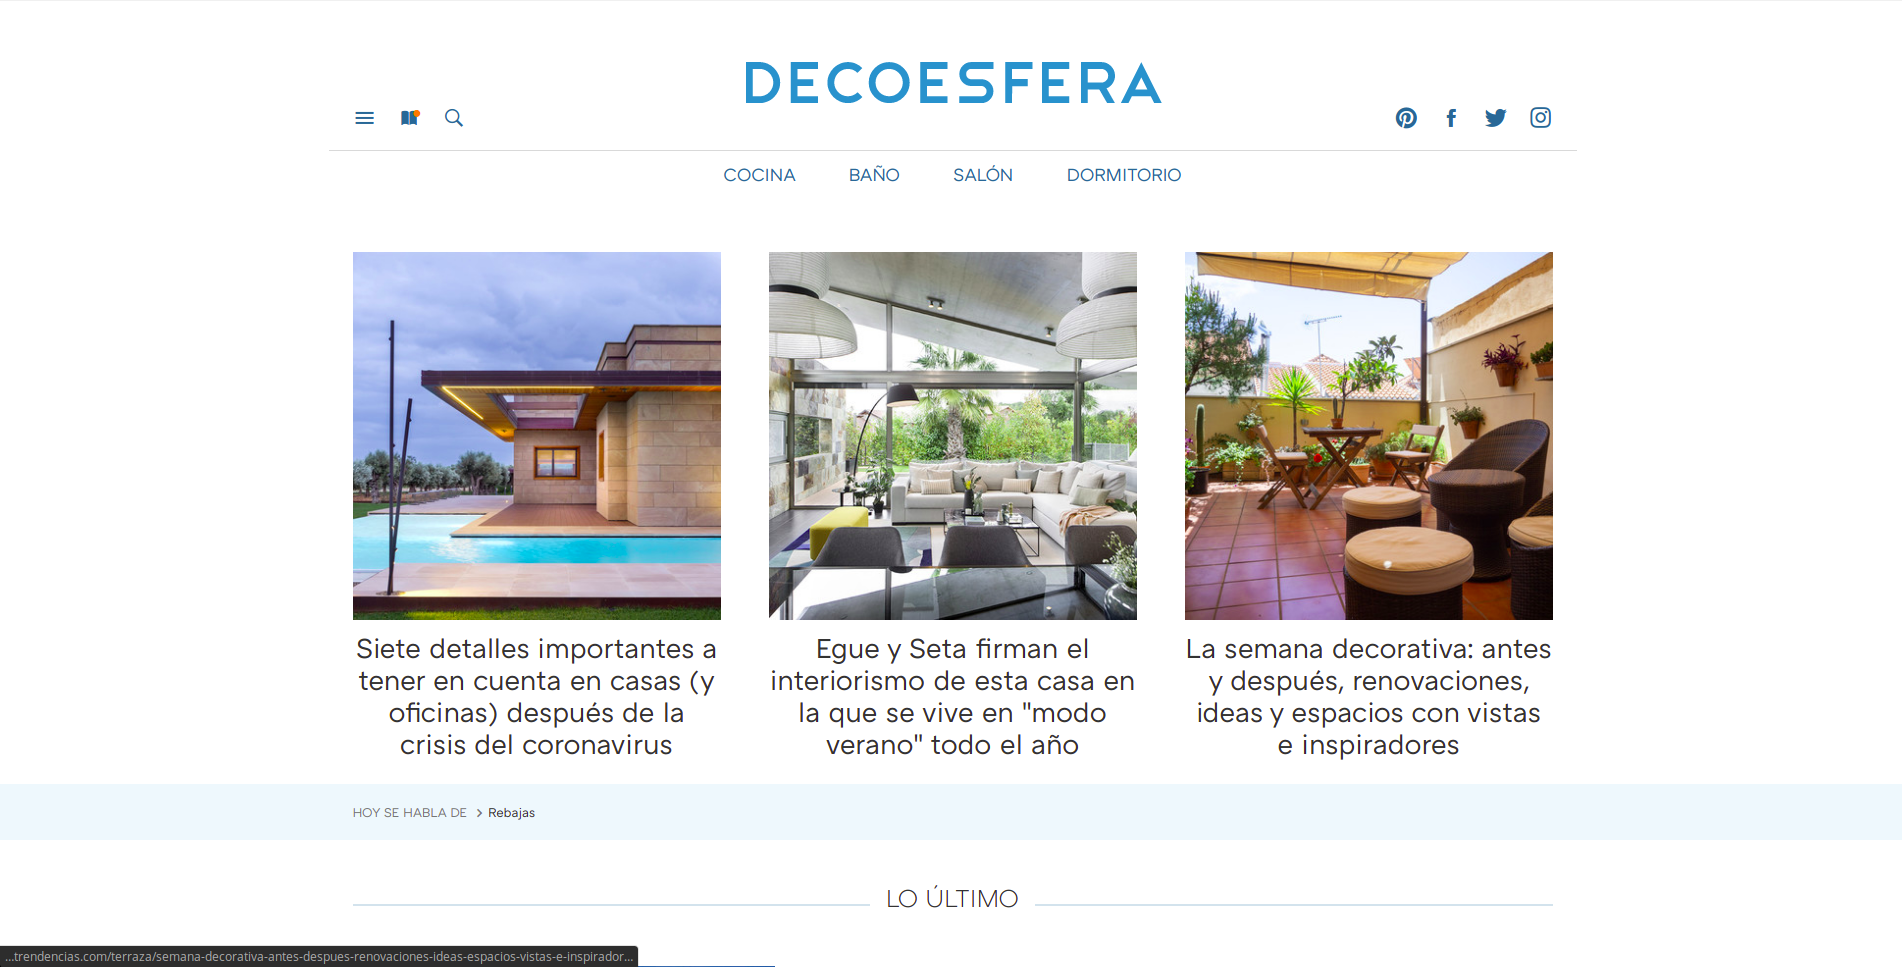 DECOESFERA
COCINA BAÑO SALÓN DORMITORIO
Siete detalles importantes a
tener en cuenta en casas (y
oficinas) después de la
crisis del coronavirus
Egue y Seta firman el
interiorismo de esta casa en
la que se vive en "modo
verano" todo el año
La semana decorativa: antes
y después, renovaciones,
ideas y espacios con vistas
e inspiradores
HOY SE HABLA DE > Rebajas
LO ÚLTIMO
...trendencias.com/terraza/semana-decorativa-antes-despues-renovaciones-ideas-espacios-vistas-e-inspirador...